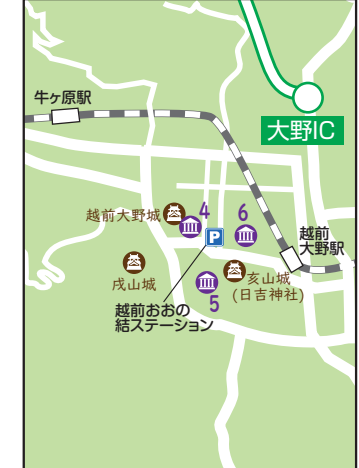 牛ヶ原駅
大野IC
越前大野城
4
6
P
越前
大野駅
戌山城
亥山城
(日吉神社)
5
越前おおの
結ステーション